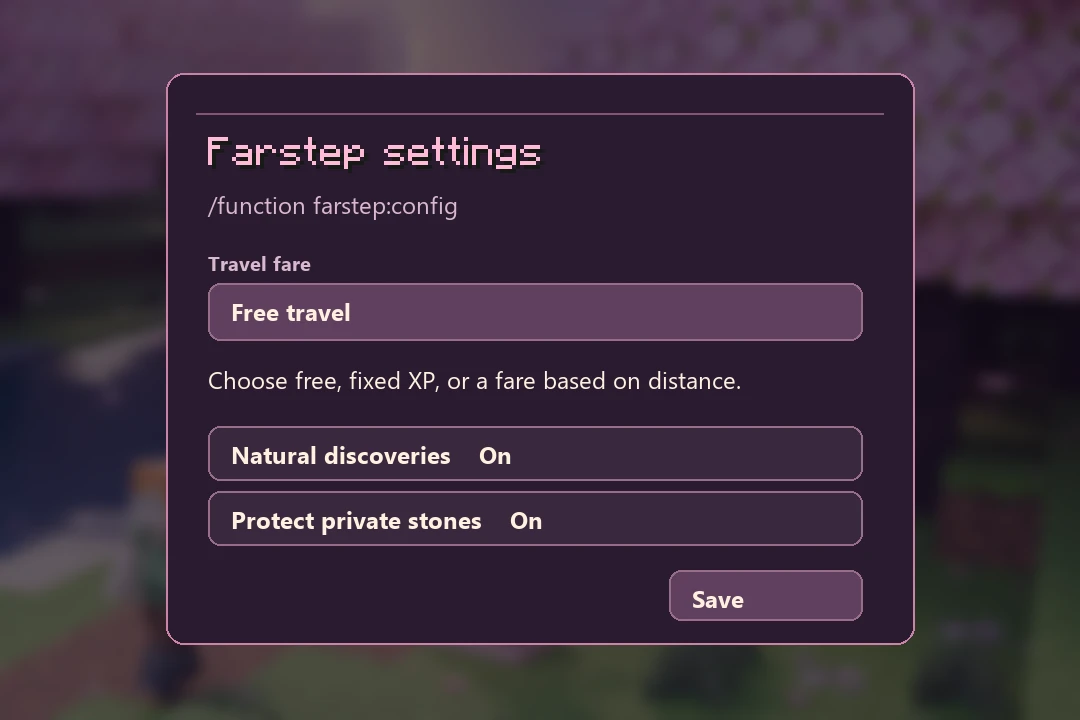 Farstep settings
/function farstep:config
Travel fare
Free travel
Choose free, fixed XP, or a fare based on distance.
Natural discoveries On
Protect private stones On
Save